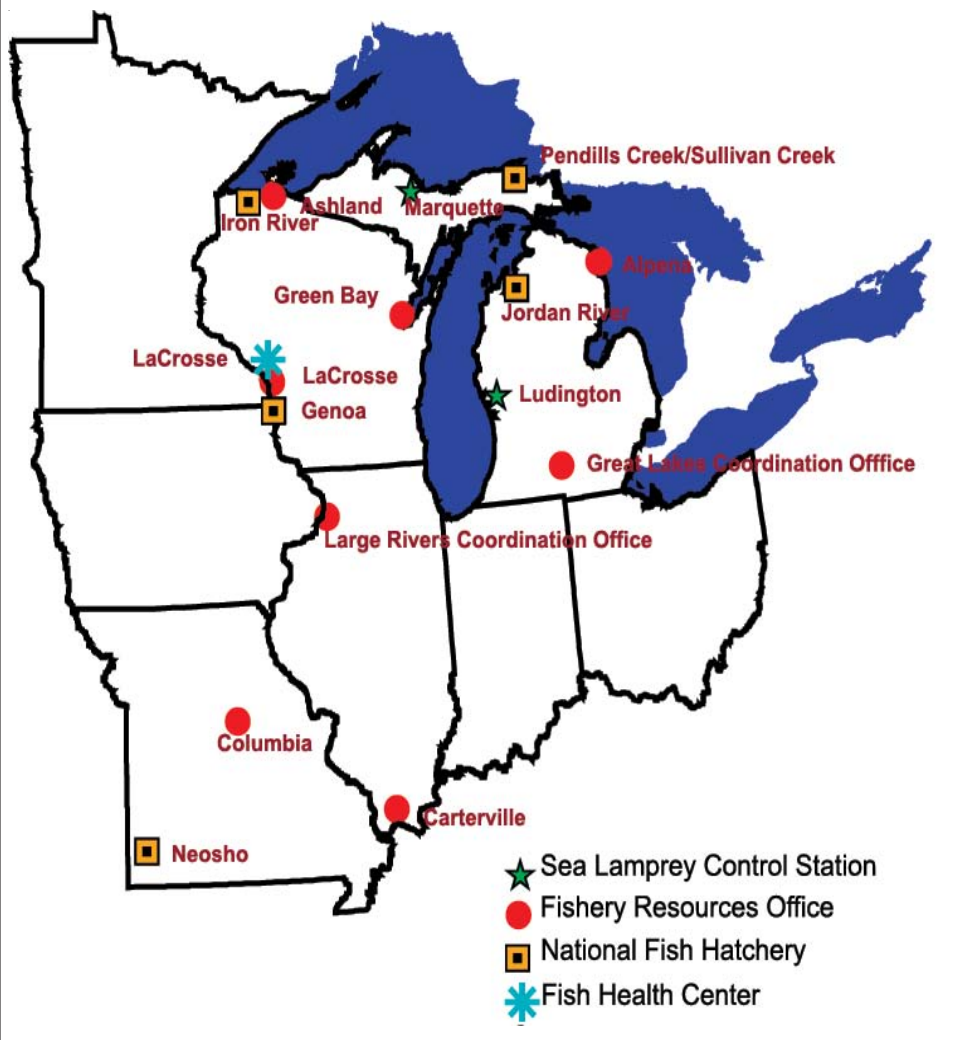 Pendills Creek/Sullivan Creek
Ashland
Marquette
Iron River
Alpena
Green Bay
Jordan River
LaCrosse
LaCrosse
Ludington
Genoa
Great Lakes Coordination Offfice
Large Rivers Coordination Office
Columbia
Carterville
Neosho
Sea Lamprey Control Station
Fishery Resources Office
National Fish Hatchery
Fish Health Center